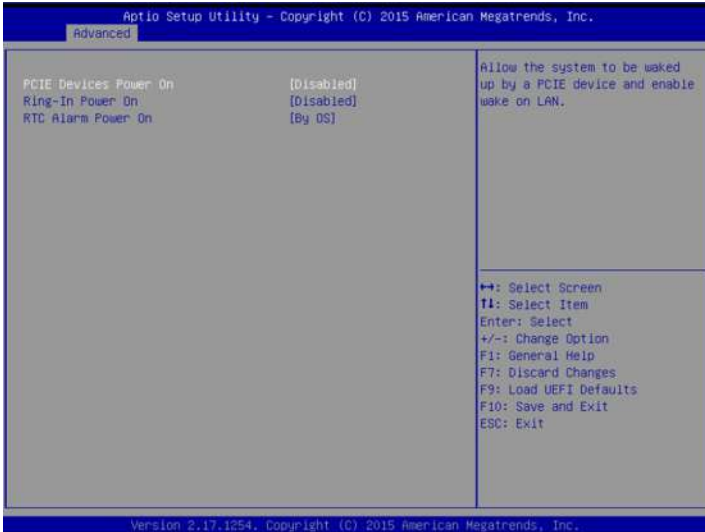 Aptio Setup Utility – Copyright (C) 2015 American Megatrends, Inc.
Advanced
PCIE Devices Power On [Disabled]
Ring-In Power On [Disabled]
RTC Alarm Power On [By OS]
Allow the system to be waked
up by a PCIE device and enable
wake on LAN.
↔: Select Screen
↑↓: Select Item
Enter: Select
+/-: Change Option
F1: General Help
F7: Discard Changes
F9: Load UEFI Defaults
F10: Save and Exit
ESC: Exit
Version 2.17.1254. Copyright (C) 2015 American Megatrends, Inc.